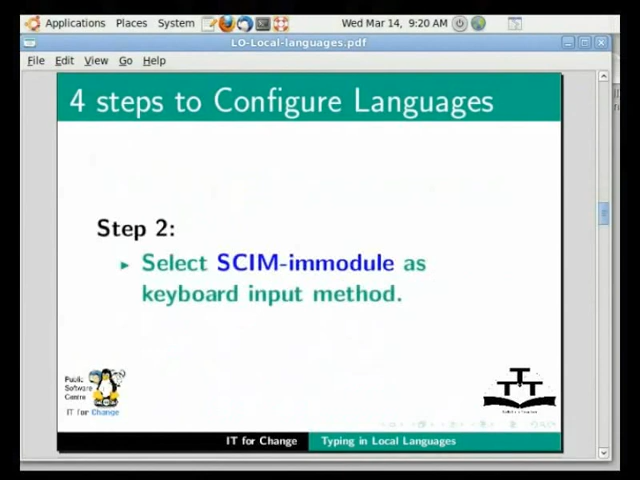 Applications Places System Wed Mar 14, 9:20 AM
LO-Local-languages.pdf
File Edit View Go Help
4 steps to Configure Languages
Step 2:
Select SCIM-immodule as
keyboard input method.
Public
Software
Centre
IT for Change
IT for Change Typing in Local Languages